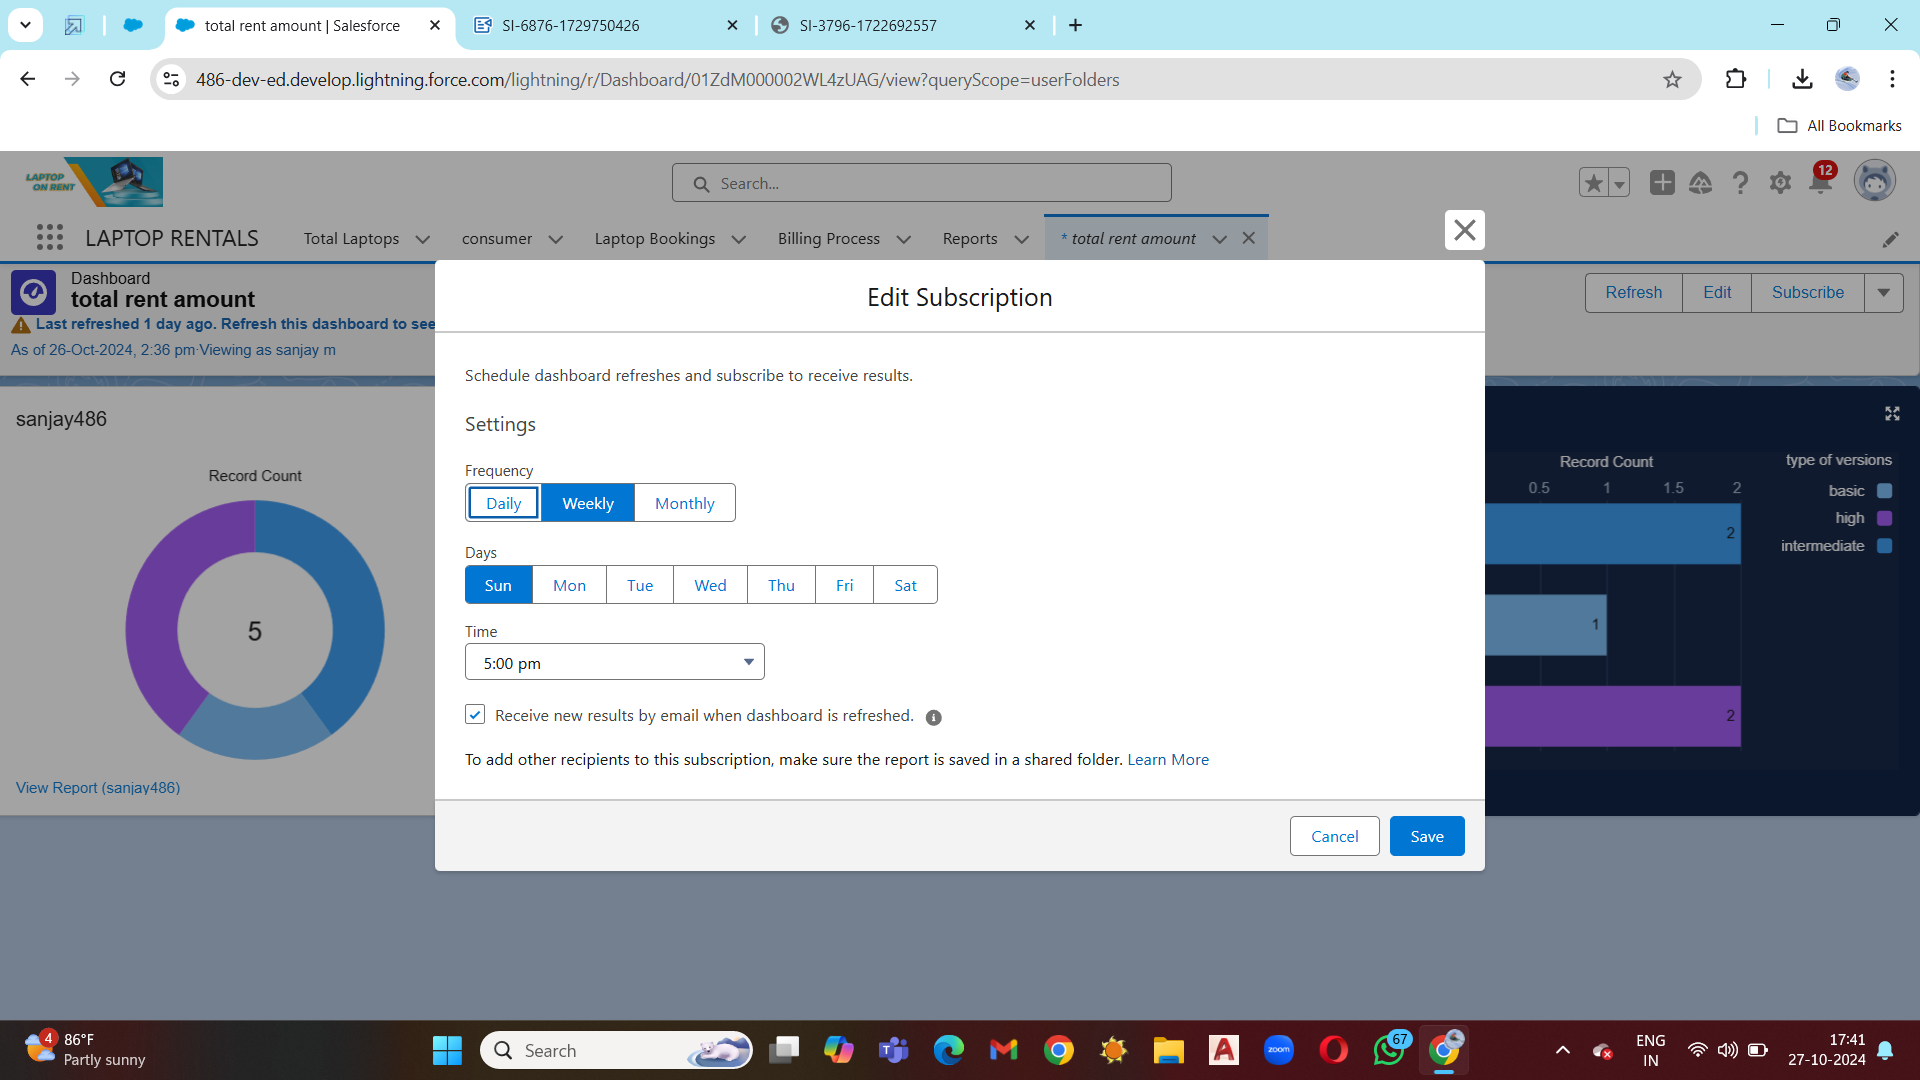 total rent amount | Salesforce
SI-6876-1729750426
SI-3796-1722692557
486-dev-ed.develop.lightning.force.com/lightning/r/Dashboard/01ZdM000002WL4zUAG/view?queryScope=userFolders
All Bookmarks
LAPTOP
ON RENT
Search...
12
LAPTOP RENTALS
Total Laptops
consumer
Laptop Bookings
Billing Process
Reports
* total rent amount
Dashboard
total rent amount
Last refreshed 1 day ago. Refresh this dashboard to see
As of 26-Oct-2024, 2:36 pm·Viewing as sanjay m
Refresh
Edit
Subscribe
Edit Subscription
Schedule dashboard refreshes and subscribe to receive results.
Settings
Frequency
Daily
Weekly
Monthly
Days
Sun
Mon
Tue
Wed
Thu
Fri
Sat
Time
5:00 pm
Receive new results by email when dashboard is refreshed.
To add other recipients to this subscription, make sure the report is saved in a shared folder. Learn More
Cancel
Save
sanjay486
Record Count
5
View Report (sanjay486)
Record Count
0.5
1
1.5
2
2
1
2
type of versions
basic
high
intermediate
4
86°F
Partly sunny
Search
zoom
67
ENG
IN
17:41
27-10-2024